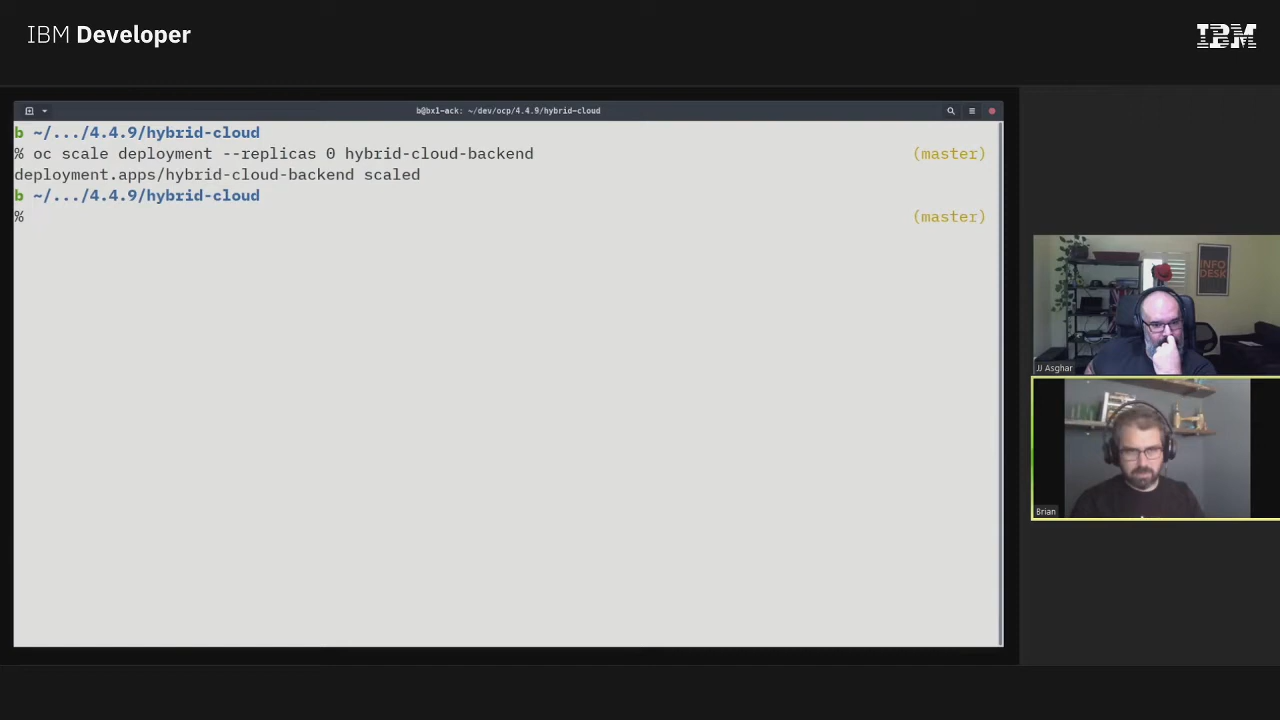 IBM Developer
IBM
b@bx1-ack: ~/dev/ocp/4.4.9/hybrid-cloud
b ~/.../4.4.9/hybrid-cloud
% oc scale deployment --replicas 0 hybrid-cloud-backend (master)
deployment.apps/hybrid-cloud-backend scaled
b ~/.../4.4.9/hybrid-cloud
% (master)
INFO
DESK
JJ Asghar
Brian